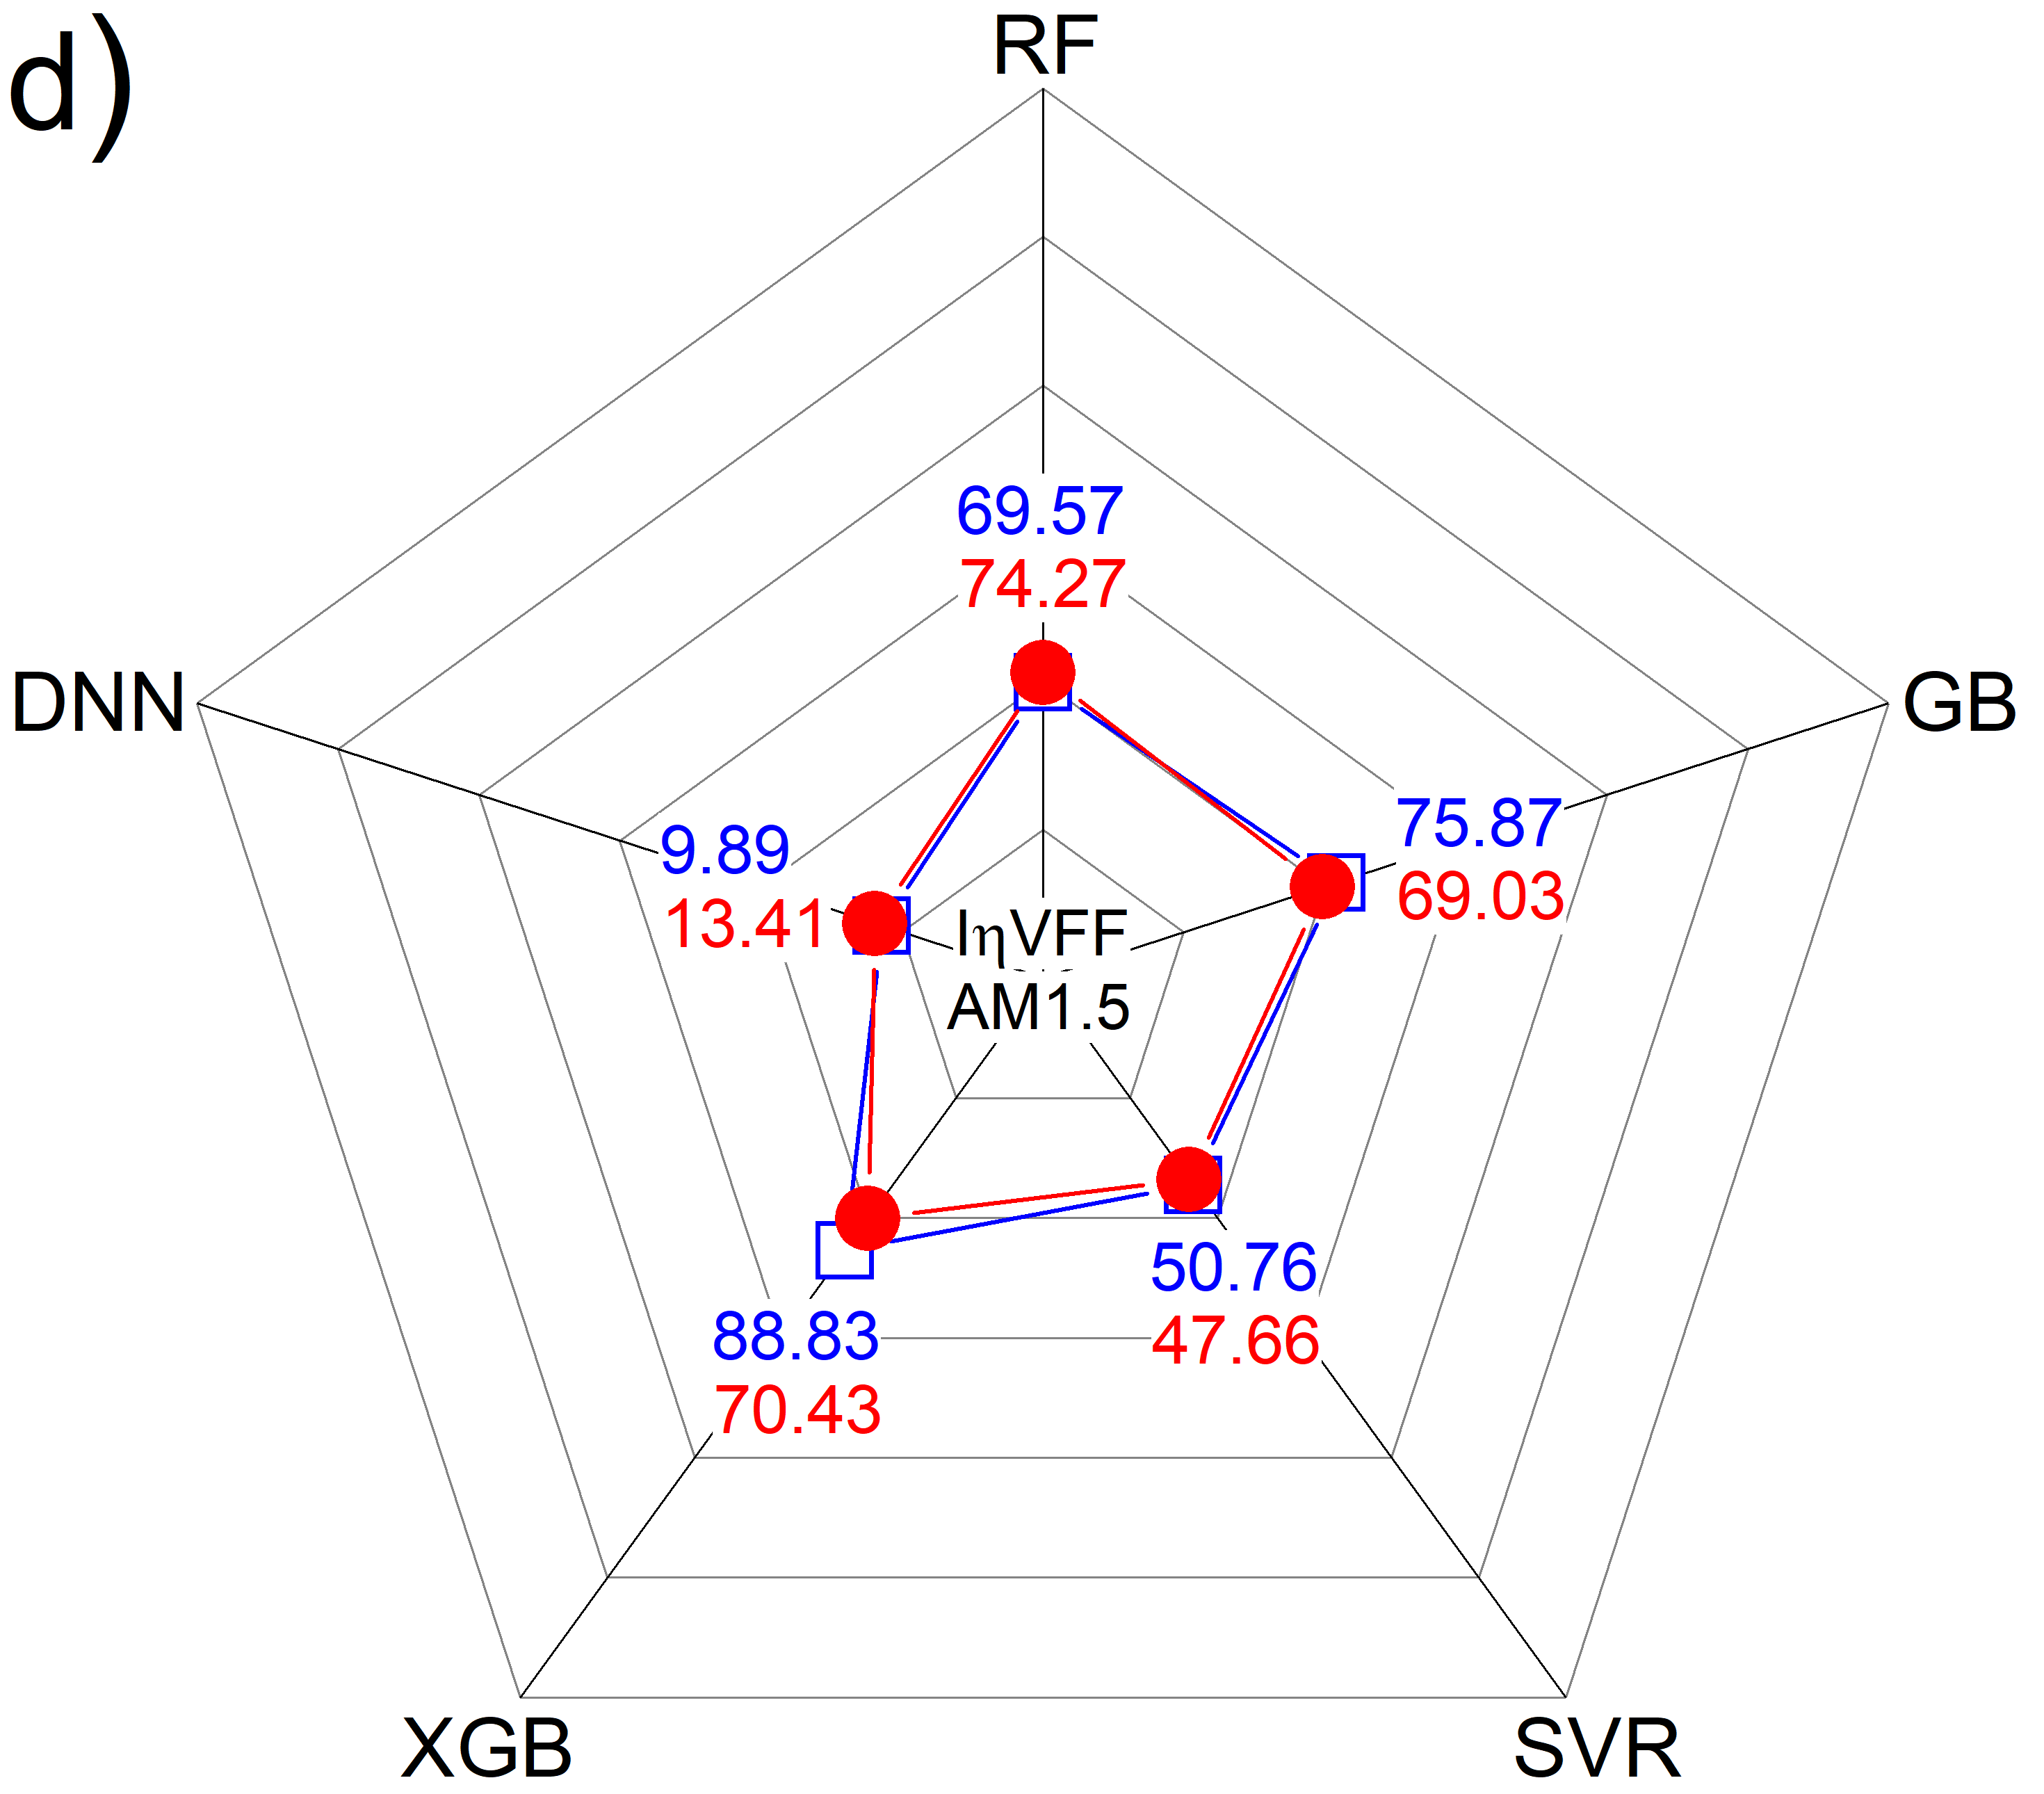 d)
RF
69.57
74.27
DNN
GB
9.89
13.41
75.87
69.03
IηVFF
AM1.5
50.76
47.66
88.83
70.43
XGB
SVR